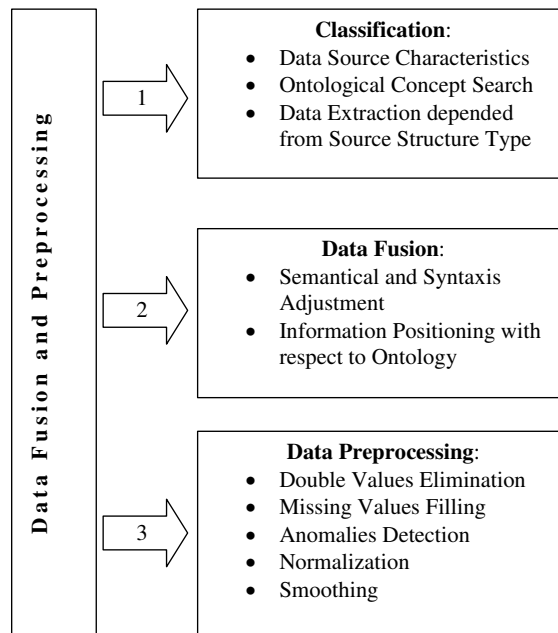 Data Fusion and Preprocessing
1
Classification:
• Data Source Characteristics
• Ontological Concept Search
• Data Extraction depended
from Source Structure Type
2
Data Fusion:
• Semantical and Syntaxis
Adjustment
• Information Positioning with
respect to Ontology
3
Data Preprocessing:
• Double Values Elimination
• Missing Values Filling
• Anomalies Detection
• Normalization
• Smoothing